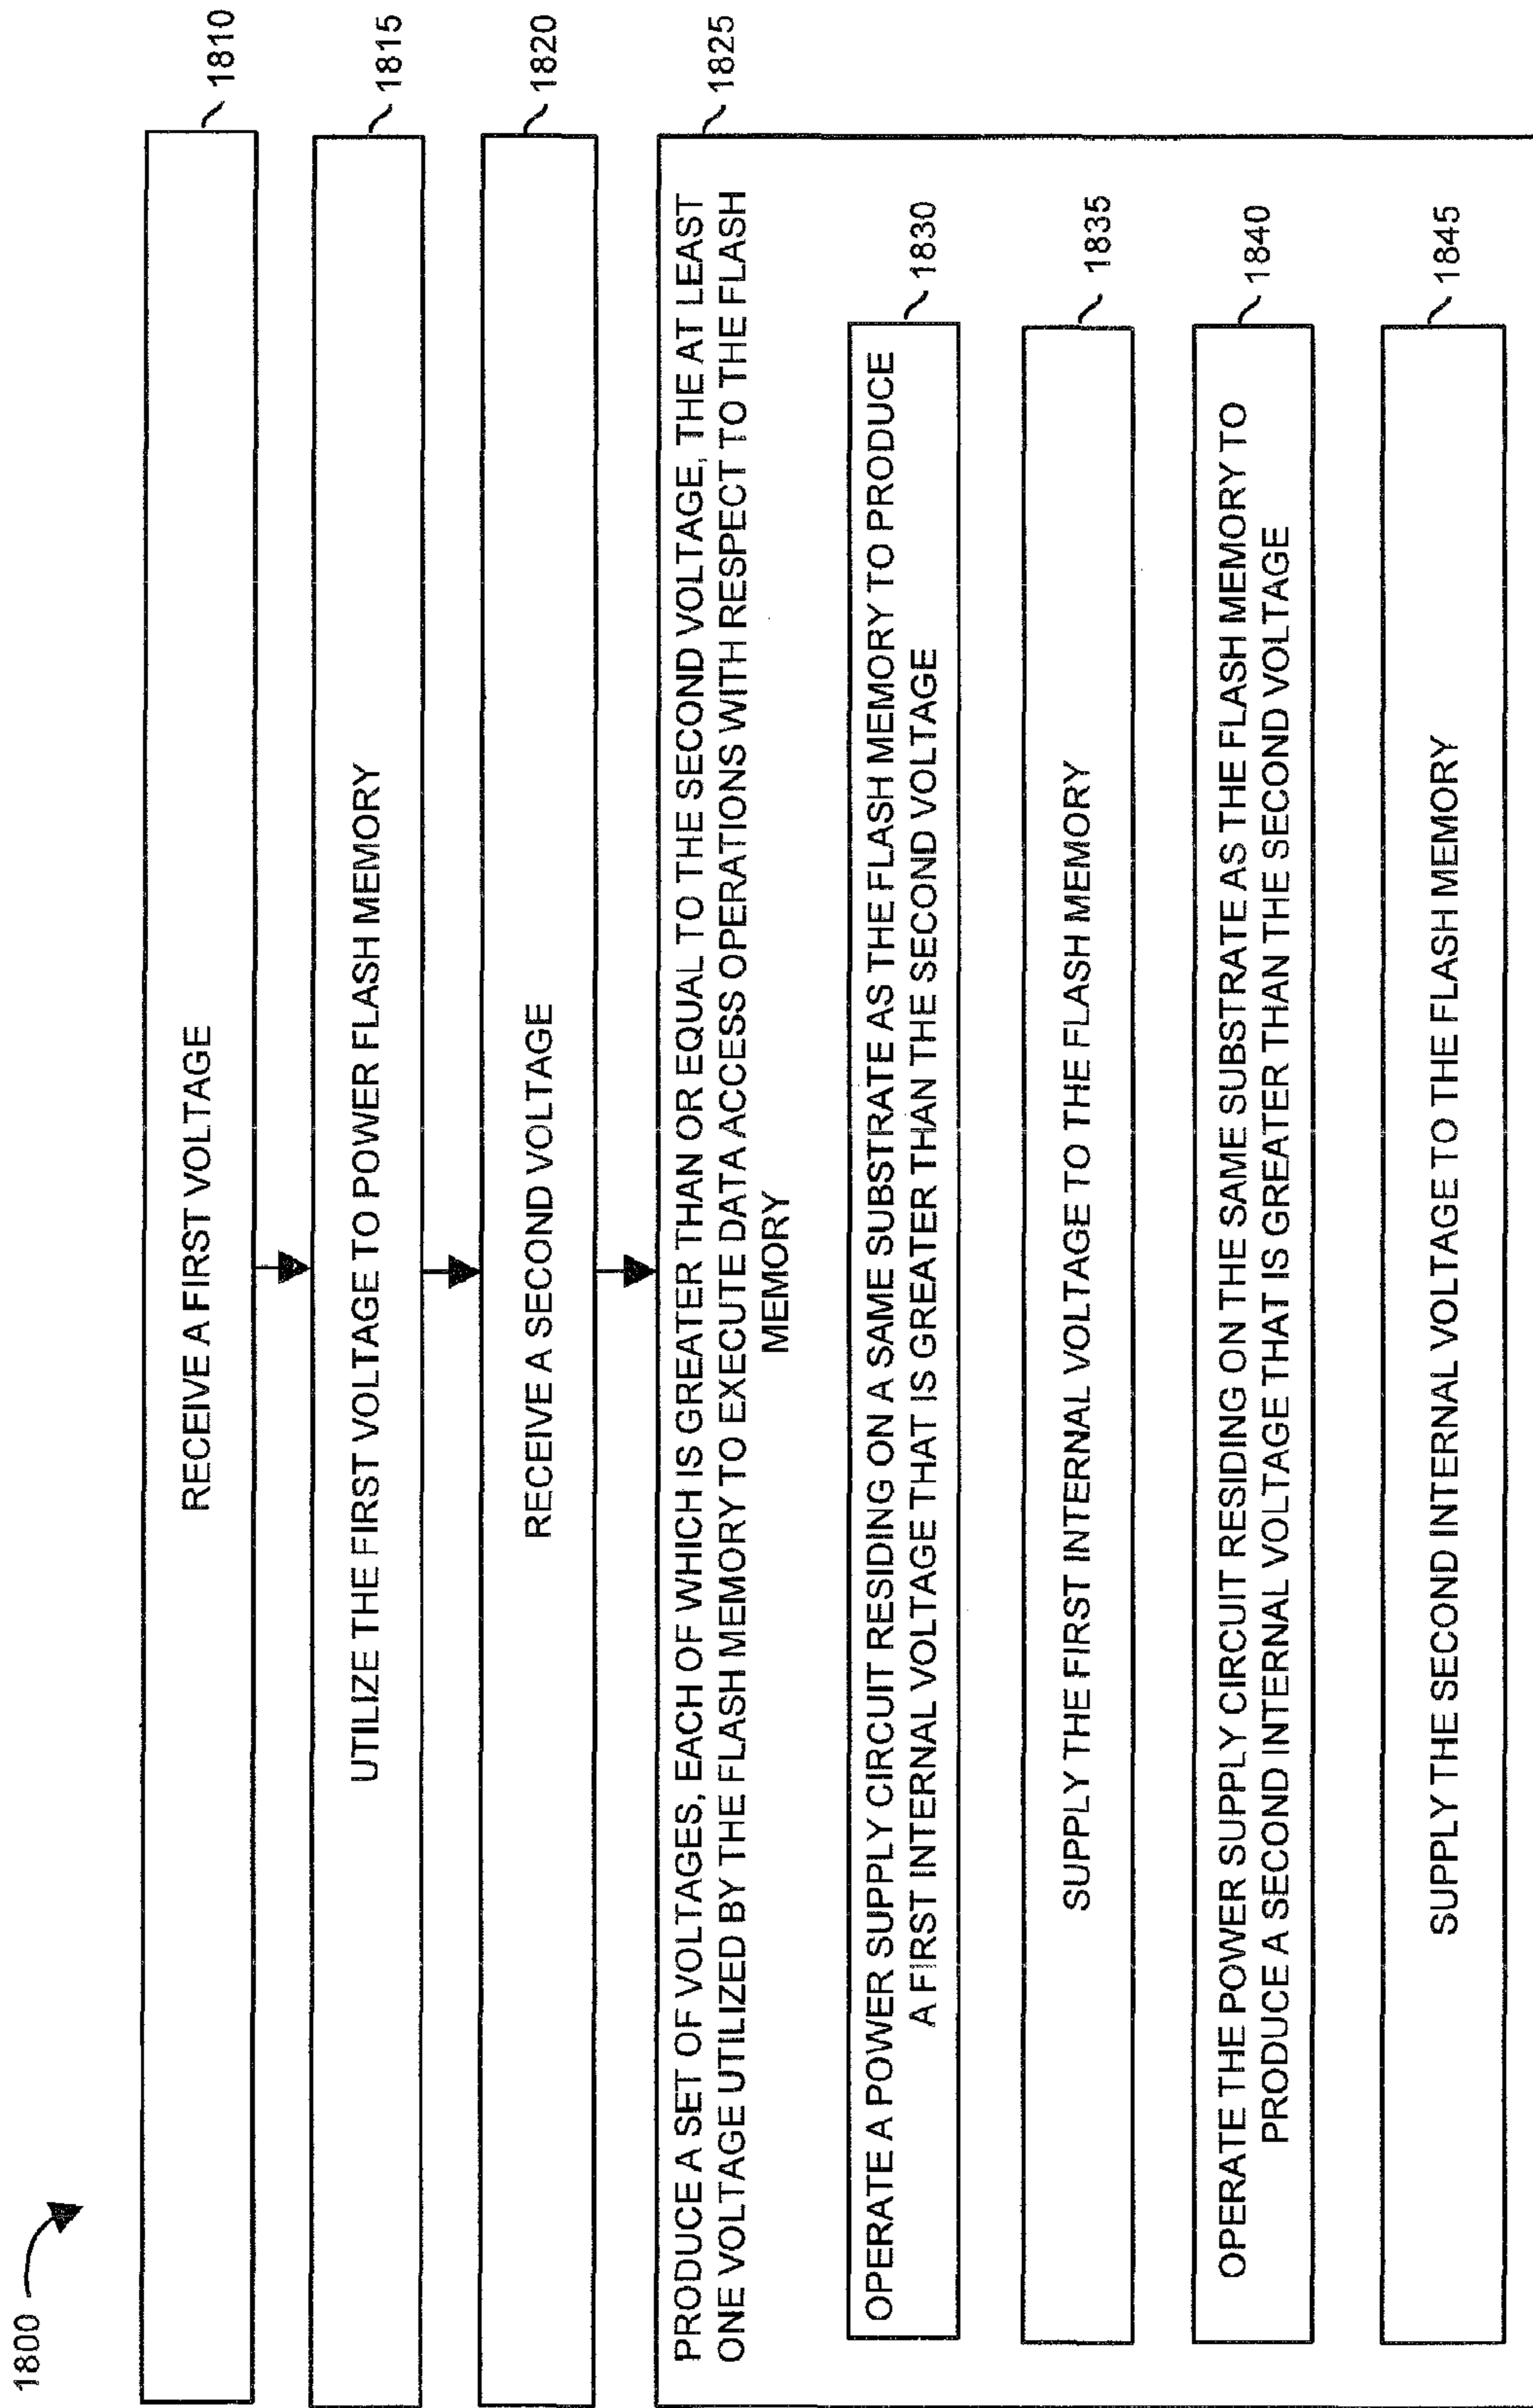 1800
RECEIVE A FIRST VOLTAGE
1810
UTILIZE THE FIRST VOLTAGE TO POWER FLASH MEMORY
1815
RECEIVE A SECOND VOLTAGE
1820
1825
PRODUCE A SET OF VOLTAGES, EACH OF WHICH IS GREATER THAN OR EQUAL TO THE SECOND VOLTAGE, THE AT LEAST
ONE VOLTAGE UTILIZED BY THE FLASH MEMORY TO EXECUTE DATA ACCESS OPERATIONS WITH RESPECT TO THE FLASH
MEMORY
OPERATE A POWER SUPPLY CIRCUIT RESIDING ON A SAME SUBSTRATE AS THE FLASH MEMORY TO PRODUCE
A FIRST INTERNAL VOLTAGE THAT IS GREATER THAN THE SECOND VOLTAGE
1830
SUPPLY THE FIRST INTERNAL VOLTAGE TO THE FLASH MEMORY
1835
OPERATE THE POWER SUPPLY CIRCUIT RESIDING ON THE SAME SUBSTRATE AS THE FLASH MEMORY TO
PRODUCE A SECOND INTERNAL VOLTAGE THAT IS GREATER THAN THE SECOND VOLTAGE
1840
SUPPLY THE SECOND INTERNAL VOLTAGE TO THE FLASH MEMORY
1845